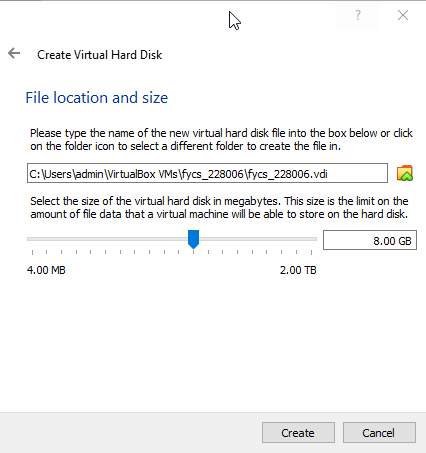 ?
Create Virtual Hard Disk
File location and size
Please type the name of the new virtual hard disk file into the box below or click
on the folder icon to select a different folder to create the file in.
C:\Users\admin\VirtualBox VMs\fycs_228006\fycs_228006.vdi
Select the size of the virtual hard disk in megabytes. This size is the limit on the
amount of file data that a virtual machine will be able to store on the hard disk.
8.00 GB
4.00 MB 2.00 TB
Create Cancel